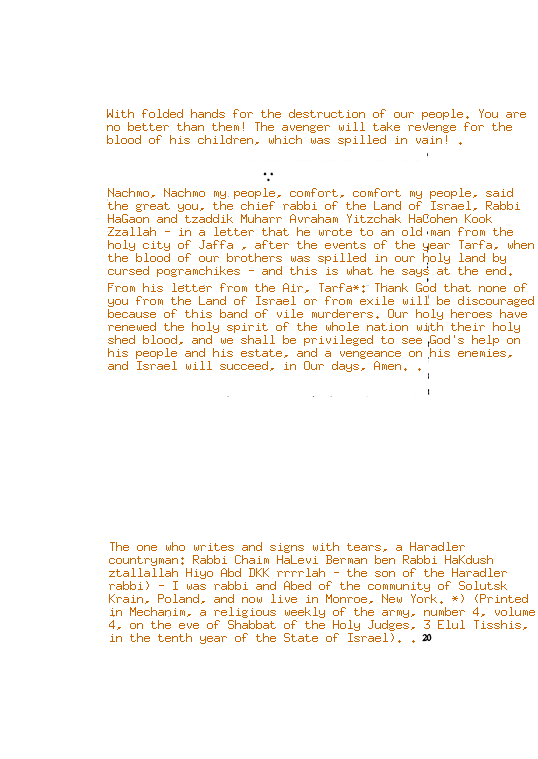 With folded hands for the destruction of our people. You are
no better than them! The avenger will take revenge for the
blood of his children, which was spilled in vain! .
Nachmo, Nachmo my people, comfort, comfort my people, said
the great you, the chief rabbi of the Land of Israel, Rabbi
HaGaon and tzaddik Muharr Avraham Yitzchak HaCohen Kook
Zzallah - in a letter that he wrote to an old man from the
holy city of Jaffa , after the events of the year Tarfa, when
the blood of our brothers was spilled in our holy land by
cursed pogramchikes - and this is what he says at the end.
From his letter from the Air, Tarfa*: Thank God that none of
you from the Land of Israel or from exile will be discouraged
because of this band of vile murderers. Our holy heroes have
renewed the holy spirit of the whole nation with their holy
shed blood, and we shall be privileged to see God's help on
his people and his estate, and a vengeance on his enemies,
and Israel will succeed, in Our days, Amen. .
The one who writes and signs with tears, a Haradler
countryman: Rabbi Chaim HaLevi Berman ben Rabbi HaKdush
ztallallah Hiyo Abd DKK rrrrlah - the son of the Haradler
rabbi) - I was rabbi and Abed of the community of Solutsk
Krain, Poland, and now live in Monroe, New York. *) (Printed
in Mechanim, a religious weekly of the army, number 4, volume
4, on the eve of Shabbat of the Holy Judges, 3 Elul Tisshis,
in the tenth year of the State of Israel). . 20